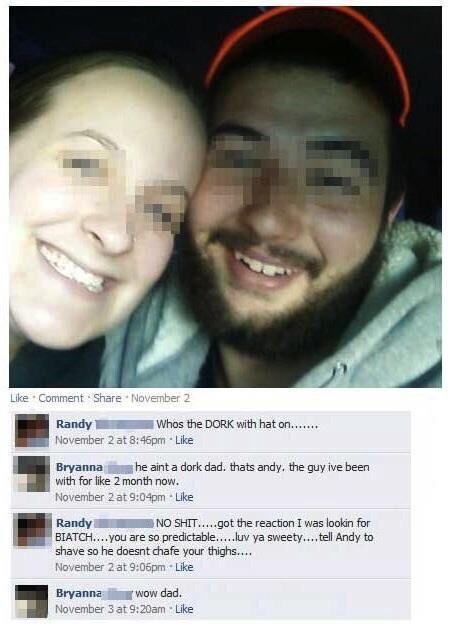 Like · Comment · Share · November 2
Randy Whos the DORK with hat on.......
November 2 at 8:46pm · Like
Bryanna he aint a dork dad. thats andy. the guy ive been
with for like 2 month now.
November 2 at 9:04pm · Like
Randy NO SHIT.....got the reaction I was lookin for
BIATCH....you are so predictable.....luv ya sweety....tell Andy to
shave so he doesnt chafe your thighs....
November 2 at 9:06pm · Like
Bryanna wow dad.
November 3 at 9:20am · Like